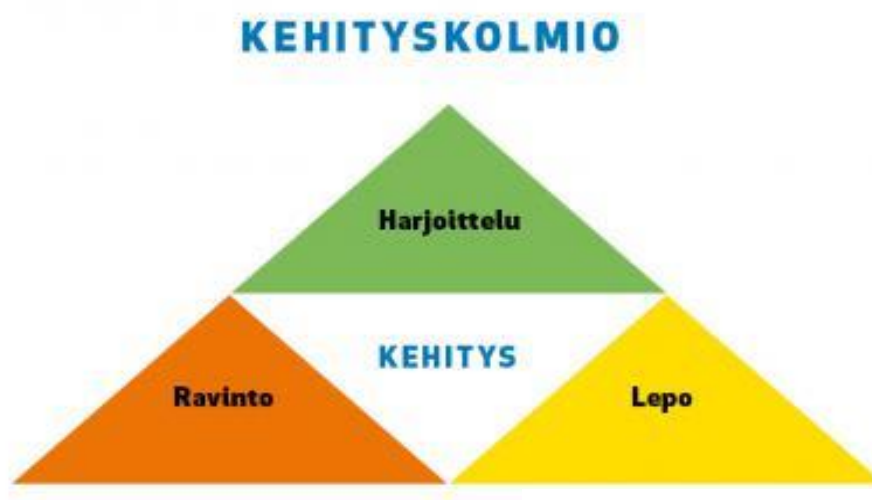 KEHITYSKOLMIO
Harjoittelu
KEHITYS
Ravinto
Lepo